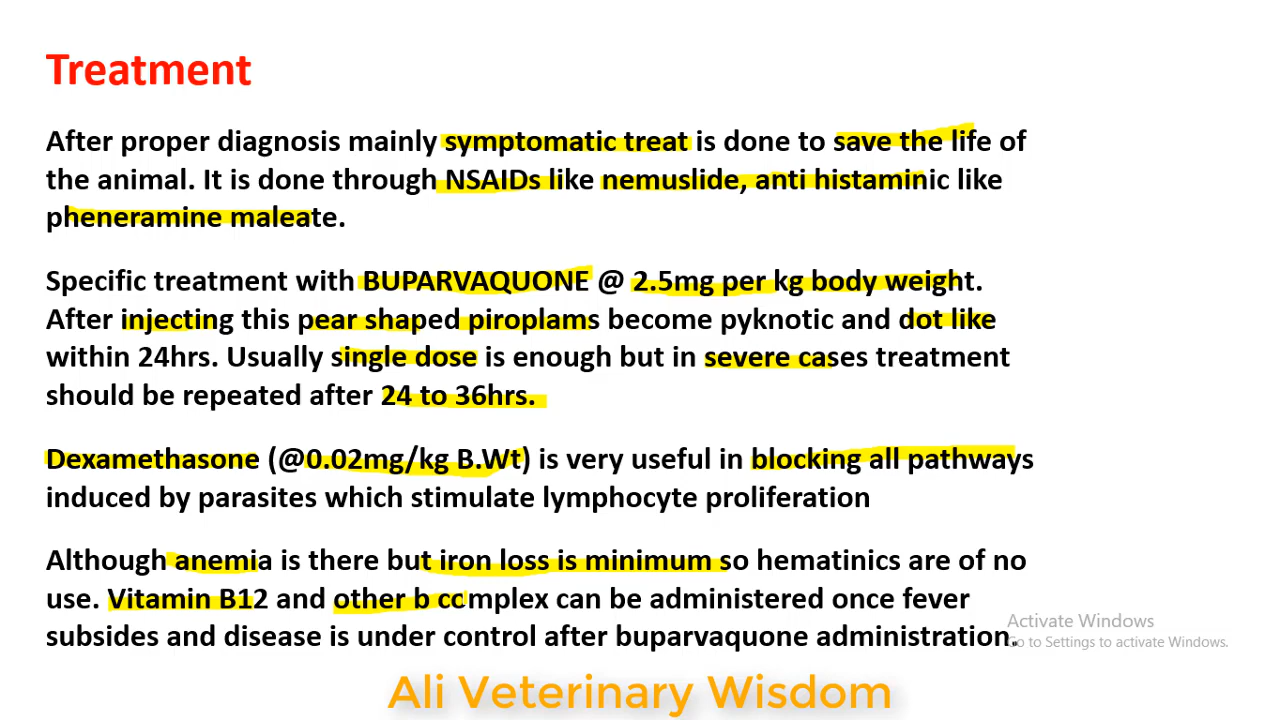 Treatment
After proper diagnosis mainly symptomatic treat is done to save the life of
the animal. It is done through NSAIDs like nemuslide, anti histaminic like
pheneramine maleate.
Specific treatment with BUPARVAQUONE @ 2.5mg per kg body weight.
After injecting this pear shaped piroplams become pyknotic and dot like
within 24hrs. Usually single dose is enough but in severe cases treatment
should be repeated after 24 to 36hrs.
Dexamethasone (@0.02mg/kg B.Wt) is very useful in blocking all pathways
induced by parasites which stimulate lymphocyte proliferation
Although anemia is there but iron loss is minimum so hematinics are of no
use. Vitamin B12 and other b complex can be administered once fever
subsides and disease is under control after buparvaquone administration.
Activate Windows
Go to Settings to activate Windows.
Ali Veterinary Wisdom